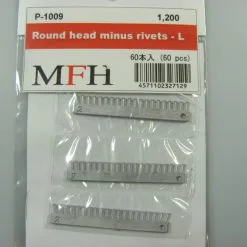 P-1009 1,200
Round head minus rivets - L
MFH
60本入 (60 pcs)
4571102327129